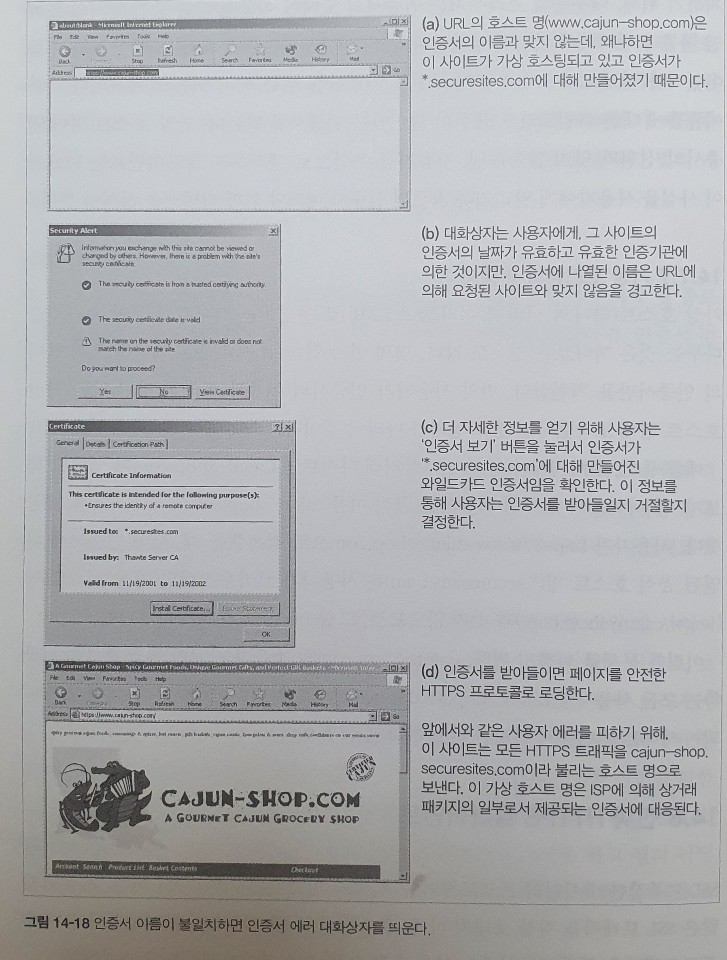 about:blank - Microsoft Internet Explorer
File Edit View Favorites Tools Help
Back Stop Refresh Home Search Favorites Media History Mail
Address https://www.cajun-shop.com Go
(a) URL의 호스트 명(www.cajun-shop.com)은
인증서의 이름과 맞지 않는데, 왜냐하면
이 사이트가 가상 호스팅되고 있고 인증서가
*.securesites.com에 대해 만들어졌기 때문이다.
Security Alert
Information you exchange with this site cannot be viewed or
changed by others. However, there is a problem with the site's
security certificate.
The security certificate is from a trusted certifying authority.
The security certificate date is valid.
The name on the security certificate is invalid or does not
match the name of the site
Do you want to proceed?
Yes No View Certificate
(b) 대화상자는 사용자에게, 그 사이트의
인증서의 날짜가 유효하고 유효한 인증기관에
의한 것이지만, 인증서에 나열된 이름은 URL에
의해 요청된 사이트와 맞지 않음을 경고한다.
Certificate
General Details Certification Path
Certificate Information
This certificate is intended for the following purpose(s):
•Ensures the identity of a remote computer
Issued to: *.securesites.com
Issued by: Thawte Server CA
Valid from 11/19/2001 to 11/19/2002
Install Certificate... Issuer Statement
OK
(c) 더 자세한 정보를 얻기 위해 사용자는
‘인증서 보기’ 버튼을 눌러서 인증서가
‘*.securesites.com’에 대해 만들어진
와일드카드 인증서임을 확인한다. 이 정보를
통해 사용자는 인증서를 받아들일지 거절할지
결정한다.
A Gourmet Cajun Shop - Spicy Gourmet Foods, Unique Gourmet Gifts, and Perfect Gift Baskets - Microsoft
File Edit View Favorites Tools Help
Back Stop Refresh Home Search Favorites Media History Mail
Address https://www.cajun-shop.com/ Go
CAJUN-SHOP.COM
A GOURMET CAJUN GROCERY SHOP
Account Search Product List Basket Contents Checkout
(d) 인증서를 받아들이면 페이지를 안전한
HTTPS 프로토콜로 로딩한다.
앞에서와 같은 사용자 에러를 피하기 위해,
이 사이트는 모든 HTTPS 트래픽을 cajun-shop.
securesites.com이라 불리는 호스트 명으로
보낸다. 이 가상 호스트 명은 ISP에 의해 상거래
패키지의 일부로서 제공되는 인증서에 대응된다.
그림 14-18 인증서 이름이 불일치하면 인증서 에러 대화상자를 띄운다.